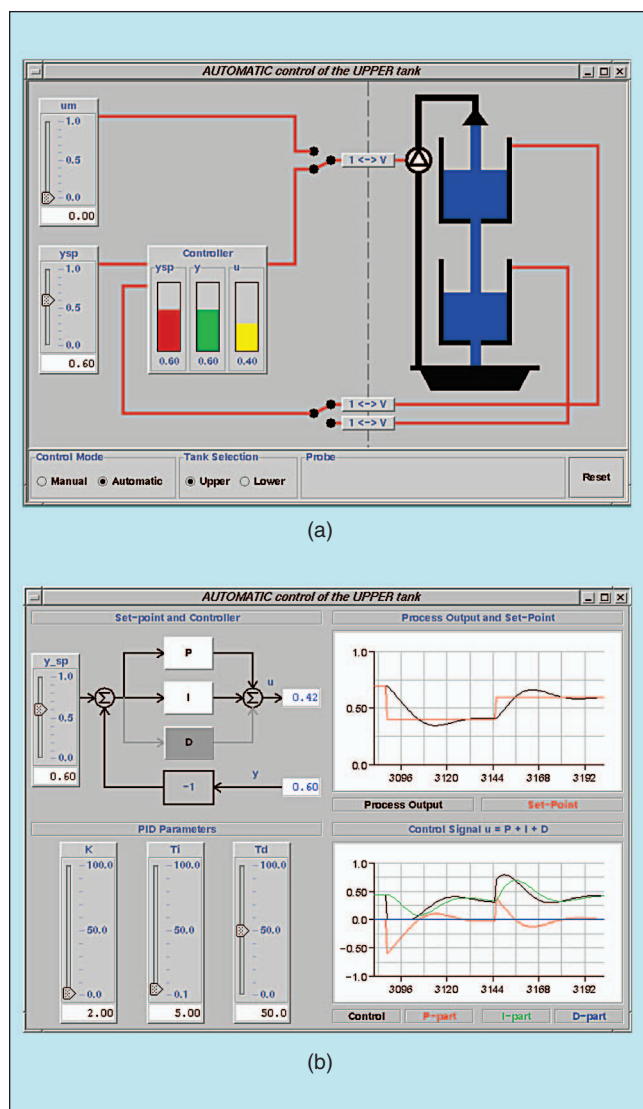 AUTOMATIC control of the UPPER tank
um
1.0
0.5
0.0
0.00
1 <-> V
ysp
1.0
0.5
0.0
0.60
Controller
ysp y u
0.60 0.60 0.40
1 <-> V
1 <-> V
Control Mode Tank Selection Probe
Manual Automatic Upper Lower Reset
(a)
AUTOMATIC control of the UPPER tank
Set-point and Controller
y_sp
1.0
0.5
0.0
0.60
Σ
P
I
D
-1
Σ
u
0.42
y
0.60
Process Output and Set-Point
1.0
0.50
0.0
3096 3120 3144 3168 3192
Process Output Set-Point
PID Parameters
K Ti Td
100.0 100.0 100.0
50.0 50.0 50.0
0.0 0.1 0.0
2.00 5.00 50.0
Control Signal u = P + I + D
1.0
0.50
0.0
-0.50
-1.0
3096 3120 3144 3168 3192
Control P-part I-part D-part
(b)